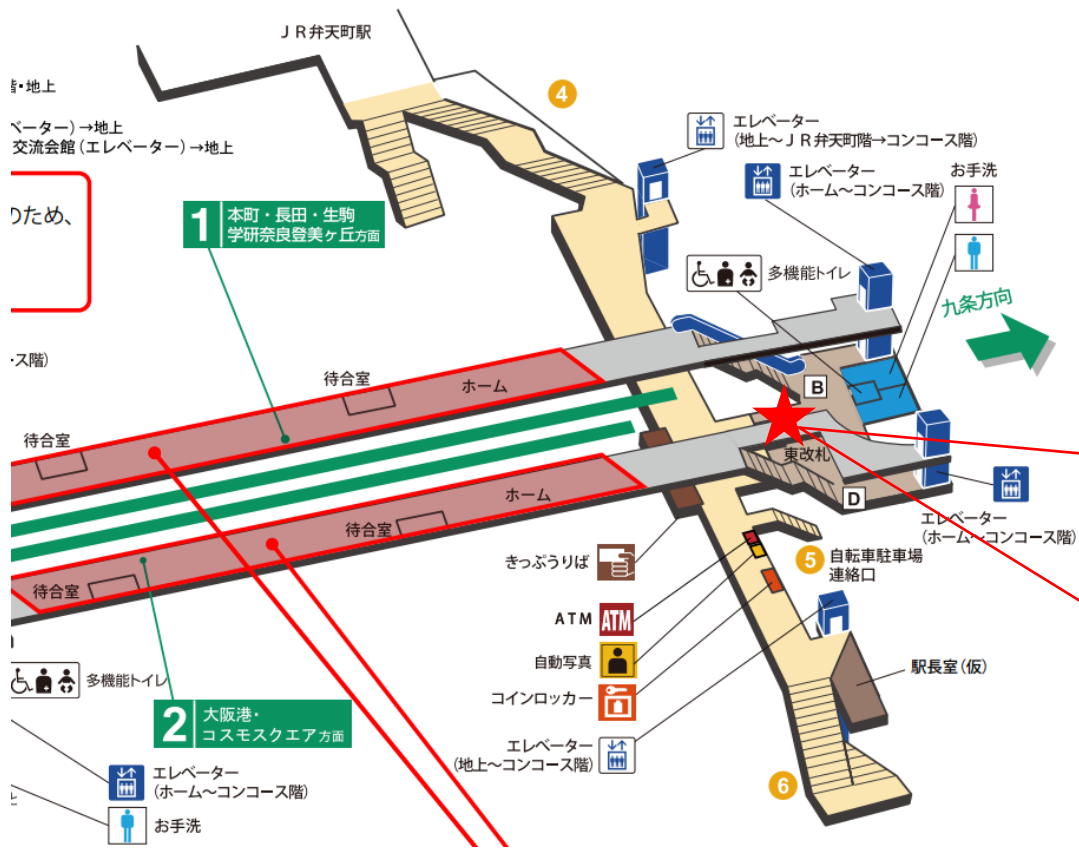 JR弁天町駅
階・地上
ベーター)→地上
交流会館(エレベーター)→地上
のため、
ース階)
4
エレベーター
(地上~JR弁天町階→コンコース階)
エレベーター
(ホーム~コンコース階)
お手洗
1
本町・長田・生駒
学研奈良登美ヶ丘方面
多機能トイレ
九条方向
待合室
ホーム
B
待合室
東改札
ホーム
D
待合室
エレベーター
(ホーム~コンコース階)
きっぷうりば
5
自転車駐車場
連絡口
待合室
ATM
ATM
自動写真
駅長室(仮)
多機能トイレ
コインロッカー
2
大阪港・
コスモスクエア方面
エレベーター
(地上~コンコース階)
エレベーター
(ホーム~コンコース階)
6
お手洗